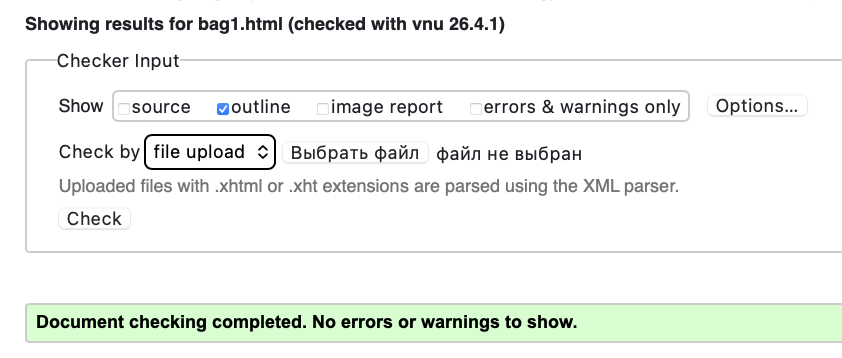 Showing results for bag1.html (checked with vnu 26.4.1)
Checker Input
Show source outline image report errors & warnings only Options...
Check by file upload Выбрать файл файл не выбран
Uploaded files with .xhtml or .xht extensions are parsed using the XML parser.
Check
Document checking completed. No errors or warnings to show.